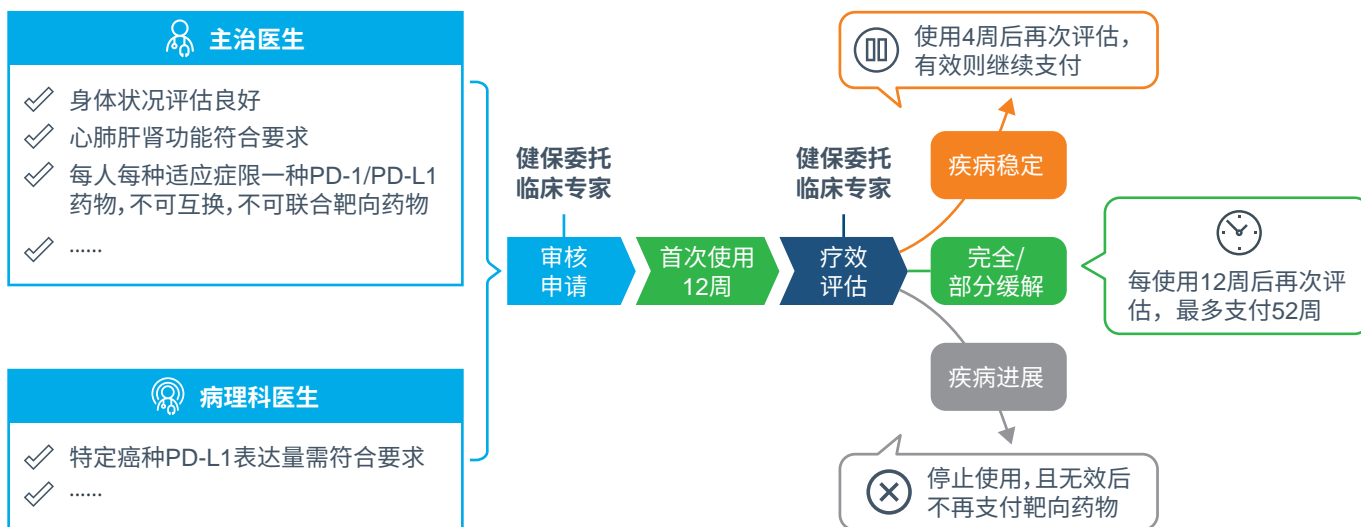 主治医生
身体状况评估良好
心肺肝肾功能符合要求
每人每种适应症限一种PD-1/PD-L1
药物，不可互换，不可联合靶向药物
......
病理科医生
特定癌种PD-L1表达量需符合要求
......
健保委托
临床专家
审核
申请
首次使用
12周
健保委托
临床专家
疗效
评估
使用4周后再次评估，
有效则继续支付
疾病稳定
完全/
部分缓解
每使用12周后再次评
估，最多支付52周
疾病进展
停止使用，且无效后
不再支付靶向药物